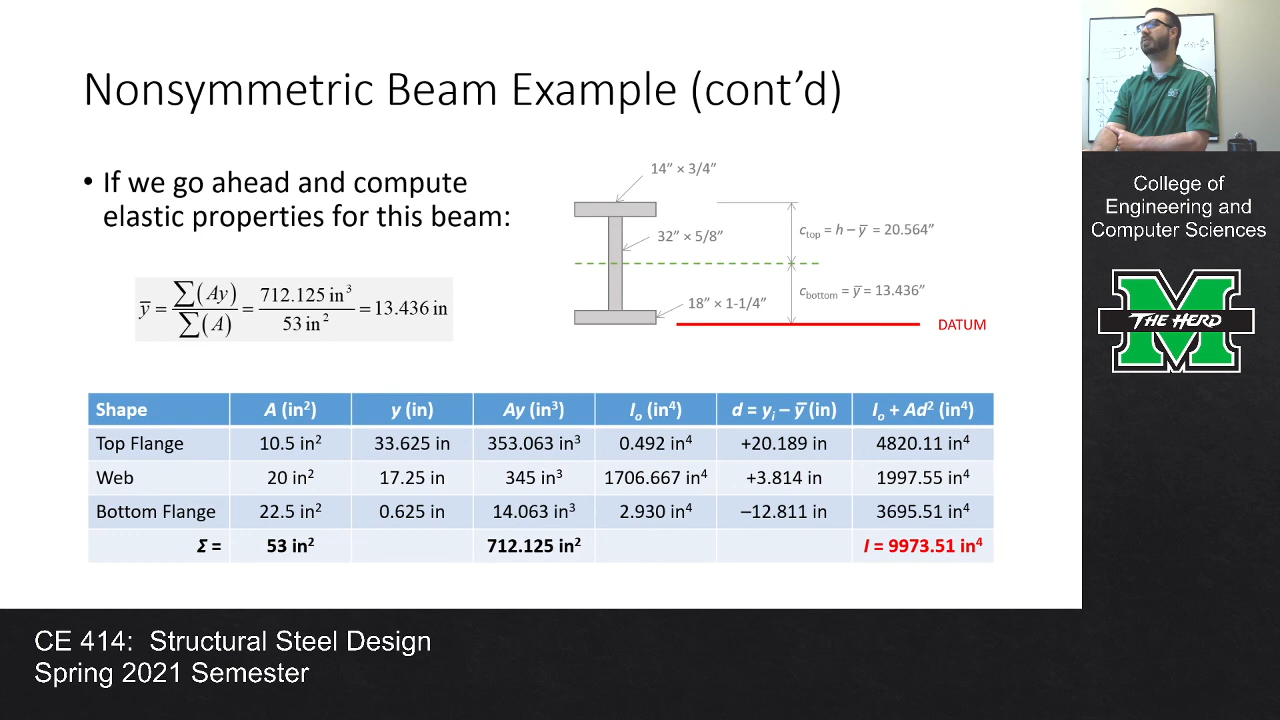 Nonsymmetric Beam Example (cont’d)
• If we go ahead and compute
elastic properties for this beam:
y̅ = ∑(Ay) / ∑(A) = 712.125 in³ / 53 in² = 13.436 in
14” × 3/4”
32” × 5/8”
18” × 1-1/4”
c_top = h – y̅ = 20.564”
c_bottom = y̅ = 13.436”
DATUM
Shape A (in²) y (in) Ay (in³) Iₒ (in⁴) d = yᵢ – y̅ (in) Iₒ + Ad² (in⁴)
Top Flange 10.5 in² 33.625 in 353.063 in³ 0.492 in⁴ +20.189 in 4820.11 in⁴
Web 20 in² 17.25 in 345 in³ 1706.667 in⁴ +3.814 in 1997.55 in⁴
Bottom Flange 22.5 in² 0.625 in 14.063 in³ 2.930 in⁴ –12.811 in 3695.51 in⁴
Σ = 53 in² 712.125 in² I = 9973.51 in⁴
College of
Engineering and
Computer Sciences
THE HERD
CE 414: Structural Steel Design
Spring 2021 Semester